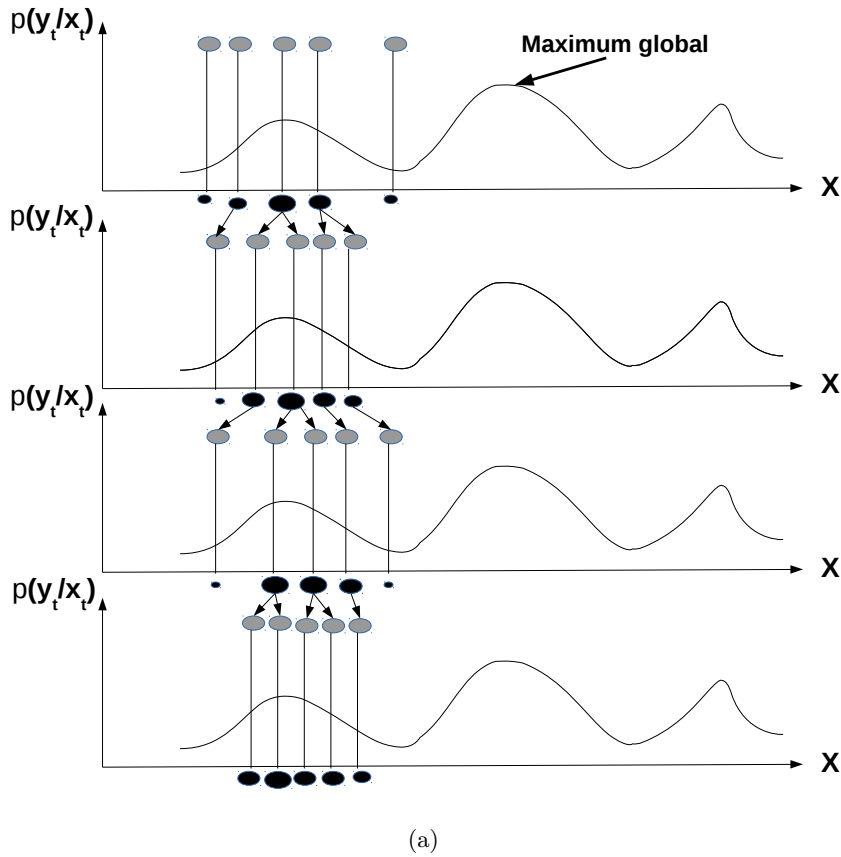 p(y_t/x_t)
Maximum global
X
p(y_t/x_t)
X
p(y_t/x_t)
X
p(y_t/x_t)
X
(a)